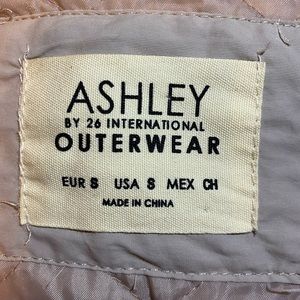 ASHLEY
BY 26 INTERNATIONAL
OUTERWEAR
EUR S USA S MEX CH
MADE IN CHINA